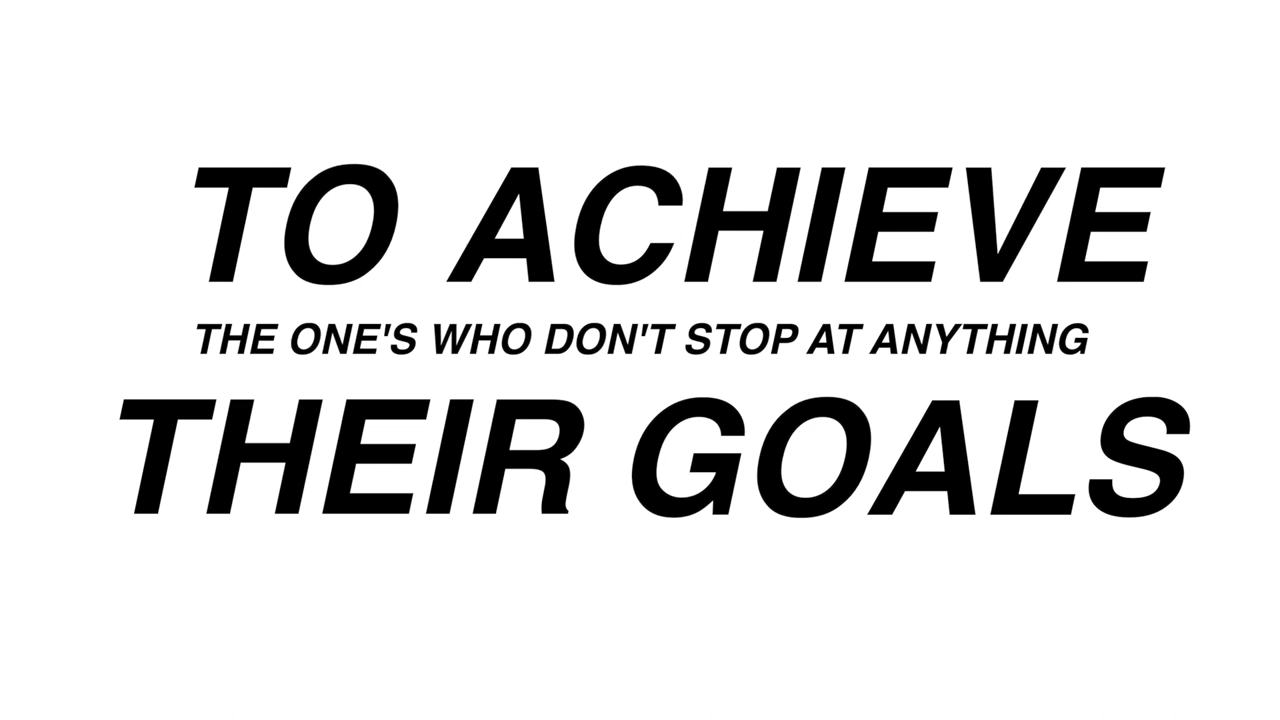 TO ACHIEVE
THE ONE'S WHO DON'T STOP AT ANYTHING
THEIR GOALS